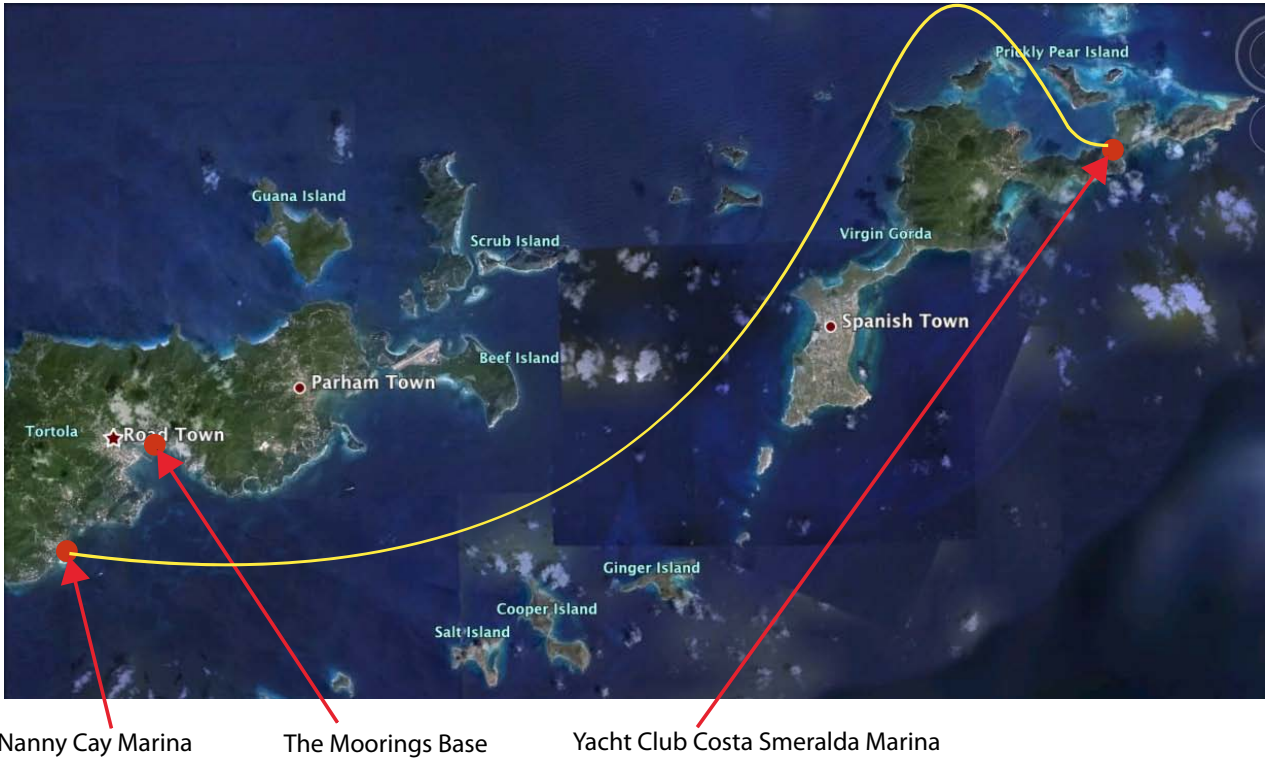 Prickly Pear Island
Guana Island
Scrub Island
Virgin Gorda
Spanish Town
Beef Island
Parham Town
Tortola
Road Town
Ginger Island
Cooper Island
Salt Island
Nanny Cay Marina
The Moorings Base
Yacht Club Costa Smeralda Marina